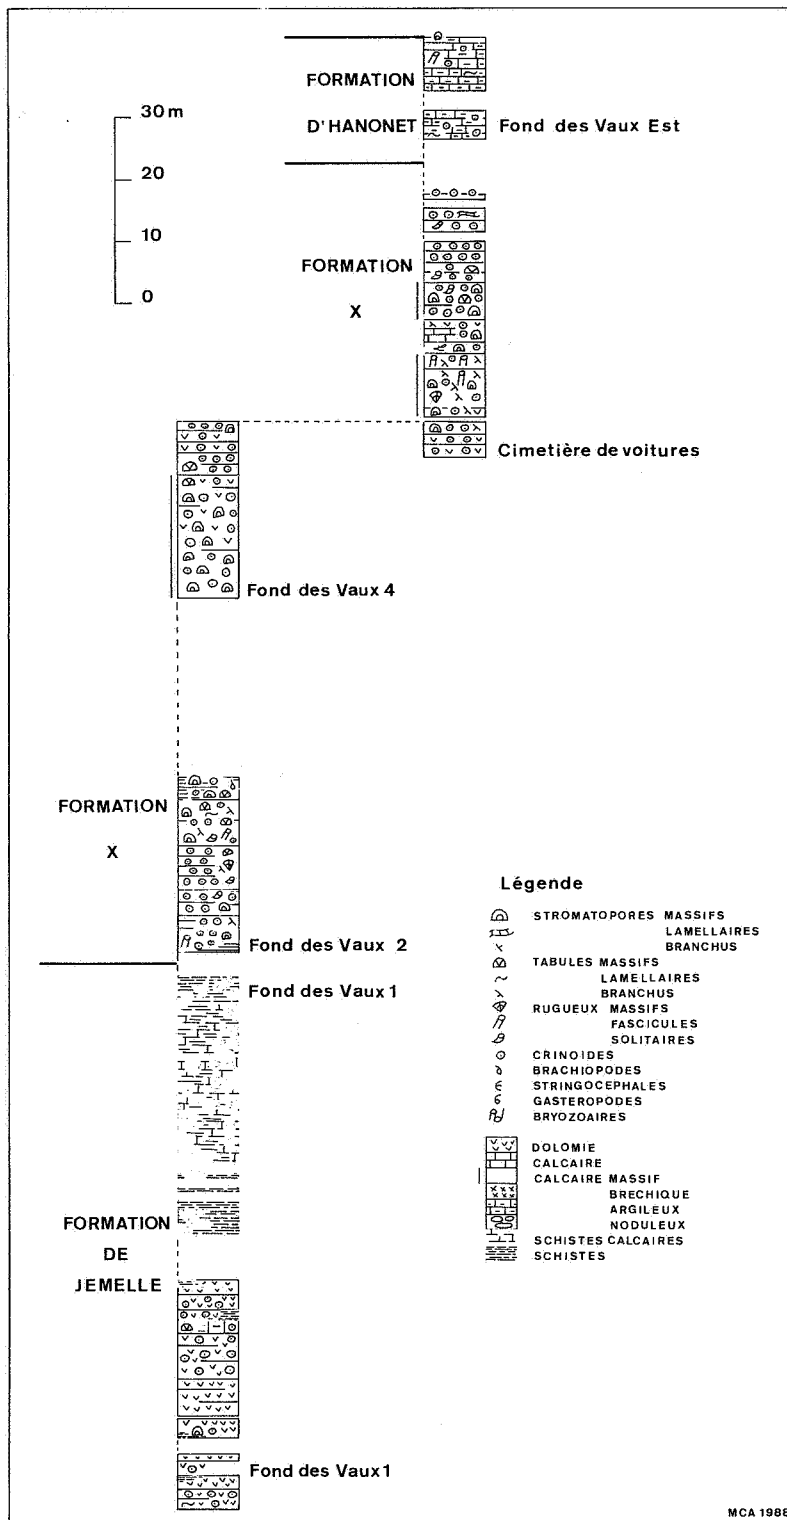 FORMATION
D'HANONET
Fond des Vaux Est
30 m
20
10
0
FORMATION
X
Cimetière de voitures
Fond des Vaux 4
FORMATION
X
Fond des Vaux 2
Fond des Vaux 1
FORMATION
DE
JEMELLE
Fond des Vaux 1
Légende
STROMATOPORES MASSIFS
LAMELLAIRES
BRANCHUS
TABULES MASSIFS
LAMELLAIRES
BRANCHUS
RUGUEUX MASSIFS
FASCICULES
SOLITAIRES
CRINOIDES
BRACHIOPODES
STRINGOCEPHALES
GASTEROPODES
BRYOZOAIRES
DOLOMIE
CALCAIRE
CALCAIRE MASSIF
BRECHIQUE
ARGILEUX
NODULEUX
SCHISTES CALCAIRES
SCHISTES
MCA 1988